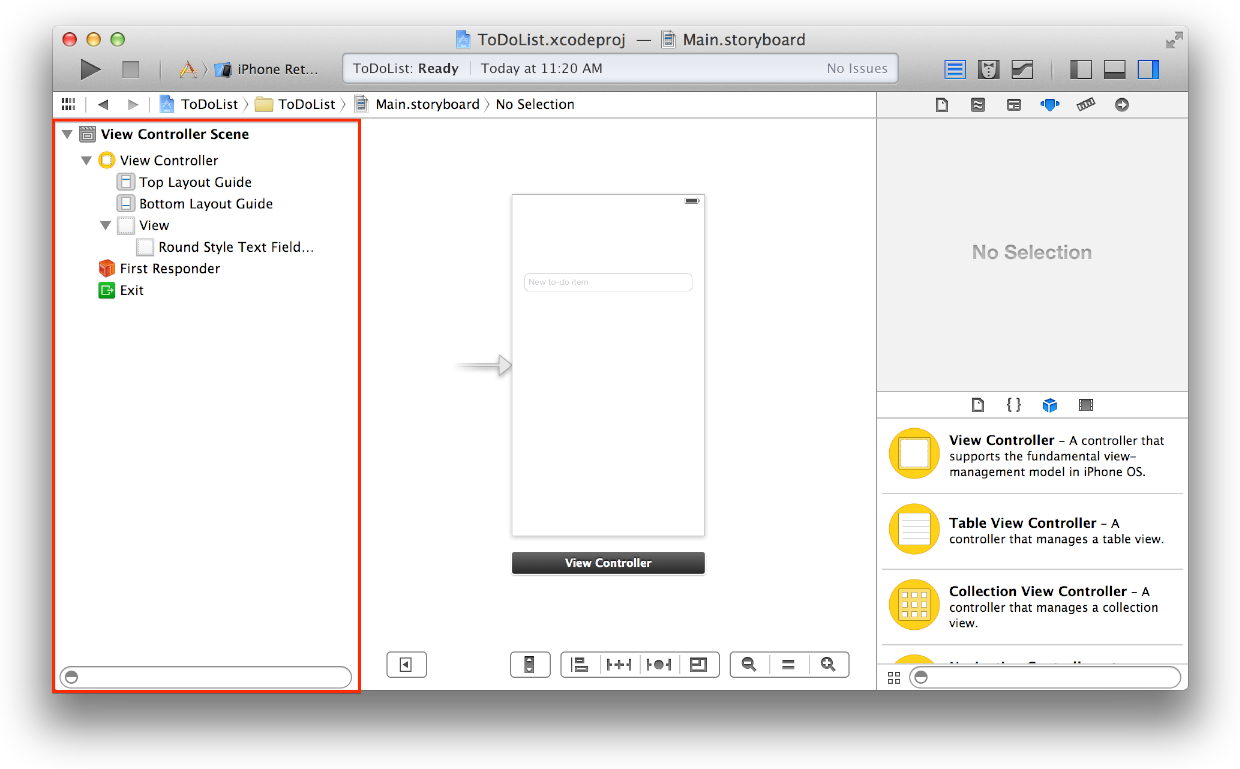 ToDoList.xcodeproj — Main.storyboard
iPhone Ret...
ToDoList: Ready
Today at 11:20 AM
No Issues
ToDoList
ToDoList
Main.storyboard
No Selection
View Controller Scene
View Controller
Top Layout Guide
Bottom Layout Guide
View
Round Style Text Field...
First Responder
Exit
New to-do item
View Controller
No Selection
{ }
View Controller – A controller that
supports the fundamental view-
management model in iPhone OS.
Table View Controller – A
controller that manages a table view.
Collection View Controller – A
controller that manages a collection
view.